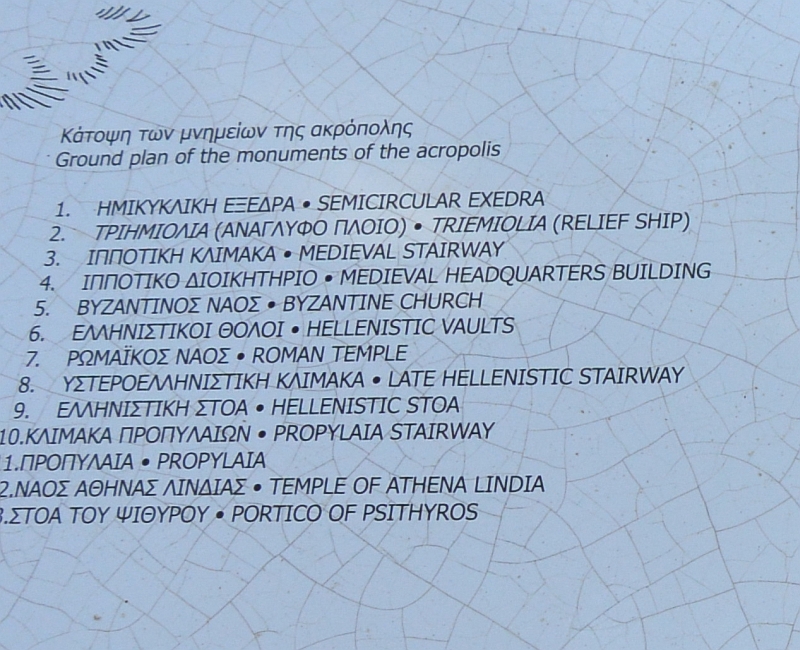 Κάτοψη των μνημείων της ακρόπολης
Ground plan of the monuments of the acropolis
1. ΗΜΙΚΥΚΛΙΚΗ ΕΞΕΔΡΑ • SEMICIRCULAR EXEDRA
2. ΤΡΙΗΜΙΟΛΙΑ (ΑΝΑΓΛΥΦΟ ΠΛΟΙΟ) • TRIEMIOLIA (RELIEF SHIP)
3. ΙΠΠΟΤΙΚΗ ΚΛΙΜΑΚΑ • MEDIEVAL STAIRWAY
4. ΙΠΠΟΤΙΚΟ ΔΙΟΙΚΗΤΗΡΙΟ • MEDIEVAL HEADQUARTERS BUILDING
5. ΒΥΖΑΝΤΙΝΟΣ ΝΑΟΣ • BYZANTINE CHURCH
6. ΕΛΛΗΝΙΣΤΙΚΟΙ ΘΟΛΟΙ • HELLENISTIC VAULTS
7. ΡΩΜΑΪΚΟΣ ΝΑΟΣ • ROMAN TEMPLE
8. ΥΣΤΕΡΟΕΛΛΗΝΙΣΤΙΚΗ ΚΛΙΜΑΚΑ • LATE HELLENISTIC STAIRWAY
9. ΕΛΛΗΝΙΣΤΙΚΗ ΣΤΟΑ • HELLENISTIC STOA
10.ΚΛΙΜΑΚΑ ΠΡΟΠΥΛΑΙΩΝ • PROPYLAIA STAIRWAY
1.ΠΡΟΠΥΛΑΙΑ • PROPYLAIA
2.ΝΑΟΣ ΑΘΗΝΑΣ ΛΙΝΔΙΑΣ • TEMPLE OF ATHENA LINDIA
3.ΣΤΟΑ ΤΟΥ ΨΙΘΥΡΟΥ • PORTICO OF PSITHYROS